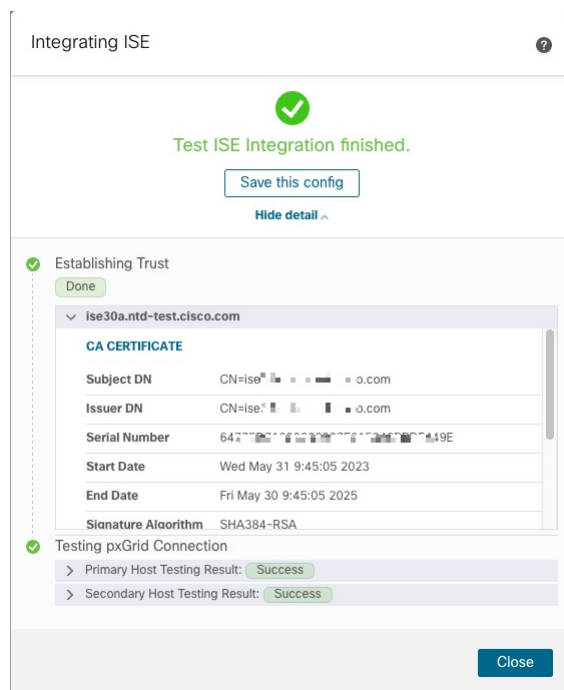 Integrating ISE
?
Test ISE Integration finished.
Save this config
Hide detail
Establishing Trust
Done
ise30a.ntd-test.cisco.com
CA CERTIFICATE
Subject DN
Issuer DN
Serial Number
Start Date Wed May 31 9:45:05 2023
End Date Fri May 30 9:45:05 2025
Signature Algorithm SHA384-RSA
Testing pxGrid Connection
Primary Host Testing Result: Success
Secondary Host Testing Result: Success
Close